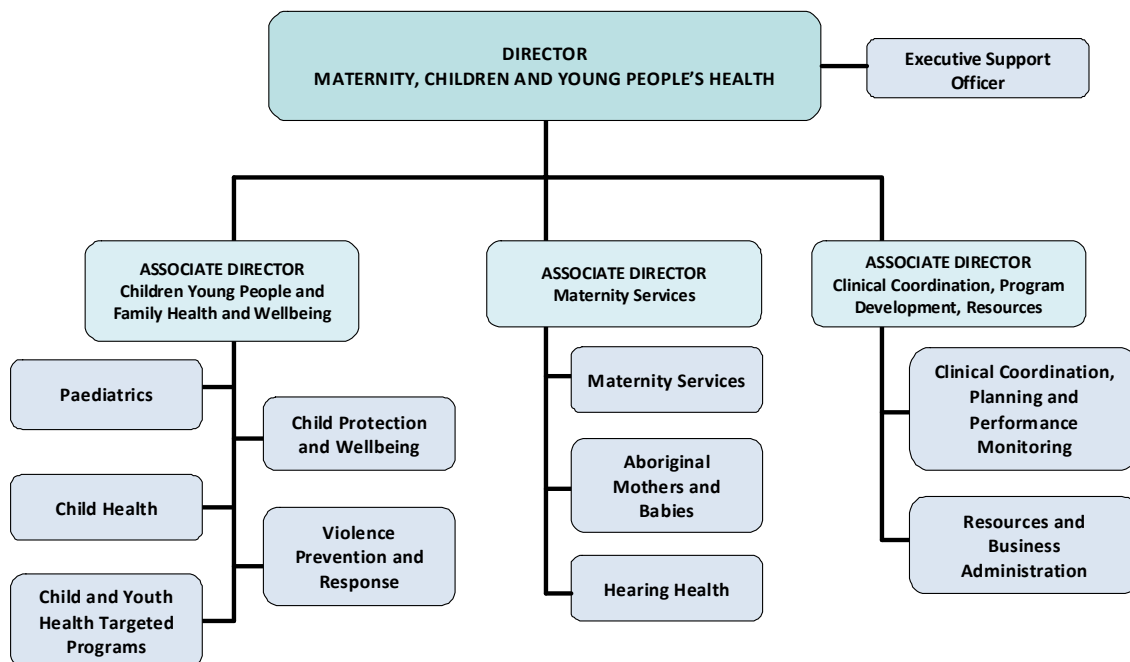 DIRECTOR
MATERNITY, CHILDREN AND YOUNG PEOPLE’S HEALTH
Executive Support
Officer
ASSOCIATE DIRECTOR
Children Young People and
Family Health and Wellbeing
ASSOCIATE DIRECTOR
Maternity Services
ASSOCIATE DIRECTOR
Clinical Coordination, Program
Development, Resources
Paediatrics
Child Protection
and Wellbeing
Child Health
Violence
Prevention and
Response
Child and Youth
Health Targeted
Programs
Maternity Services
Aboriginal
Mothers and
Babies
Hearing Health
Clinical Coordination,
Planning and
Performance
Monitoring
Resources and
Business
Administration